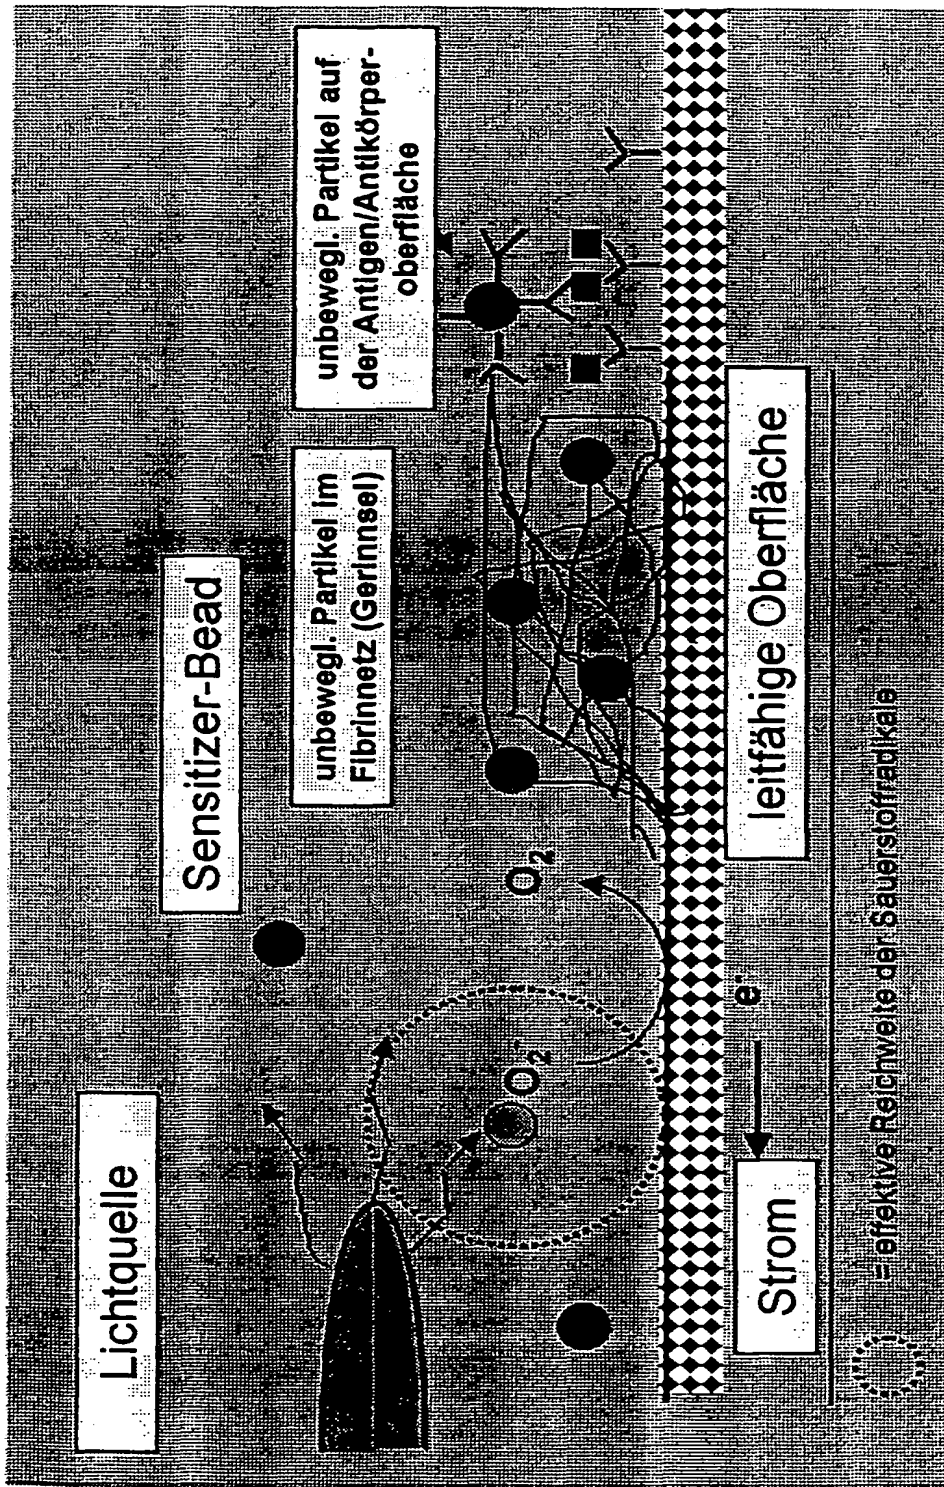 Lichtquelle
Sensitizer-Bead
unbewegl. Partikel im
Fibrinnetz (Gerinnsel)
unbewegl. Partikel auf
der Antigen/Antikörper-
oberfläche
O2-
O2
Strom
e-
leitfähige Oberfläche
=effektive Reichweite der Sauerstoffradikale